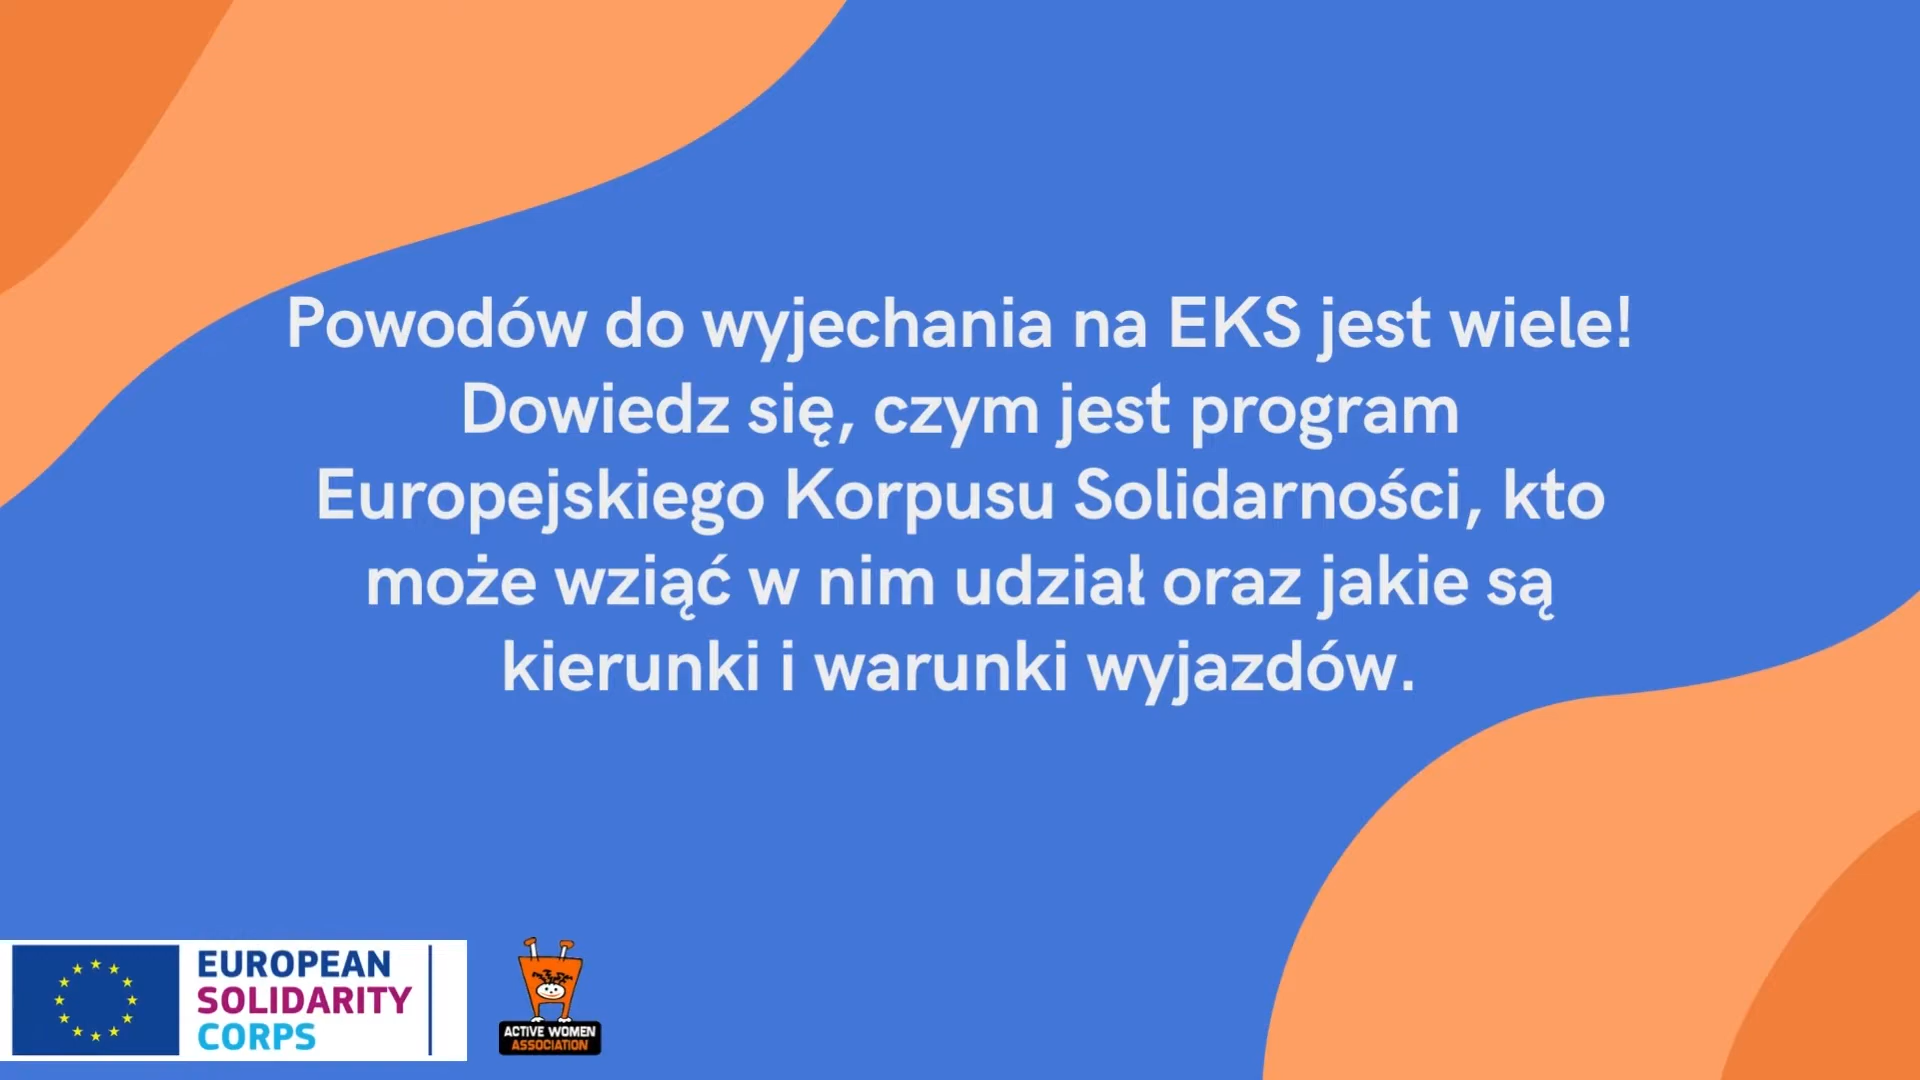 Powodów do wyjechania na EKS jest wiele!
Dowiedz się, czym jest program
Europejskiego Korpusu Solidarności, kto
może wziąć w nim udział oraz jakie są
kierunki i warunki wyjazdów.
EUROPEAN
SOLIDARITY
CORPS
ACTIVE WOMEN
ASSOCIATION